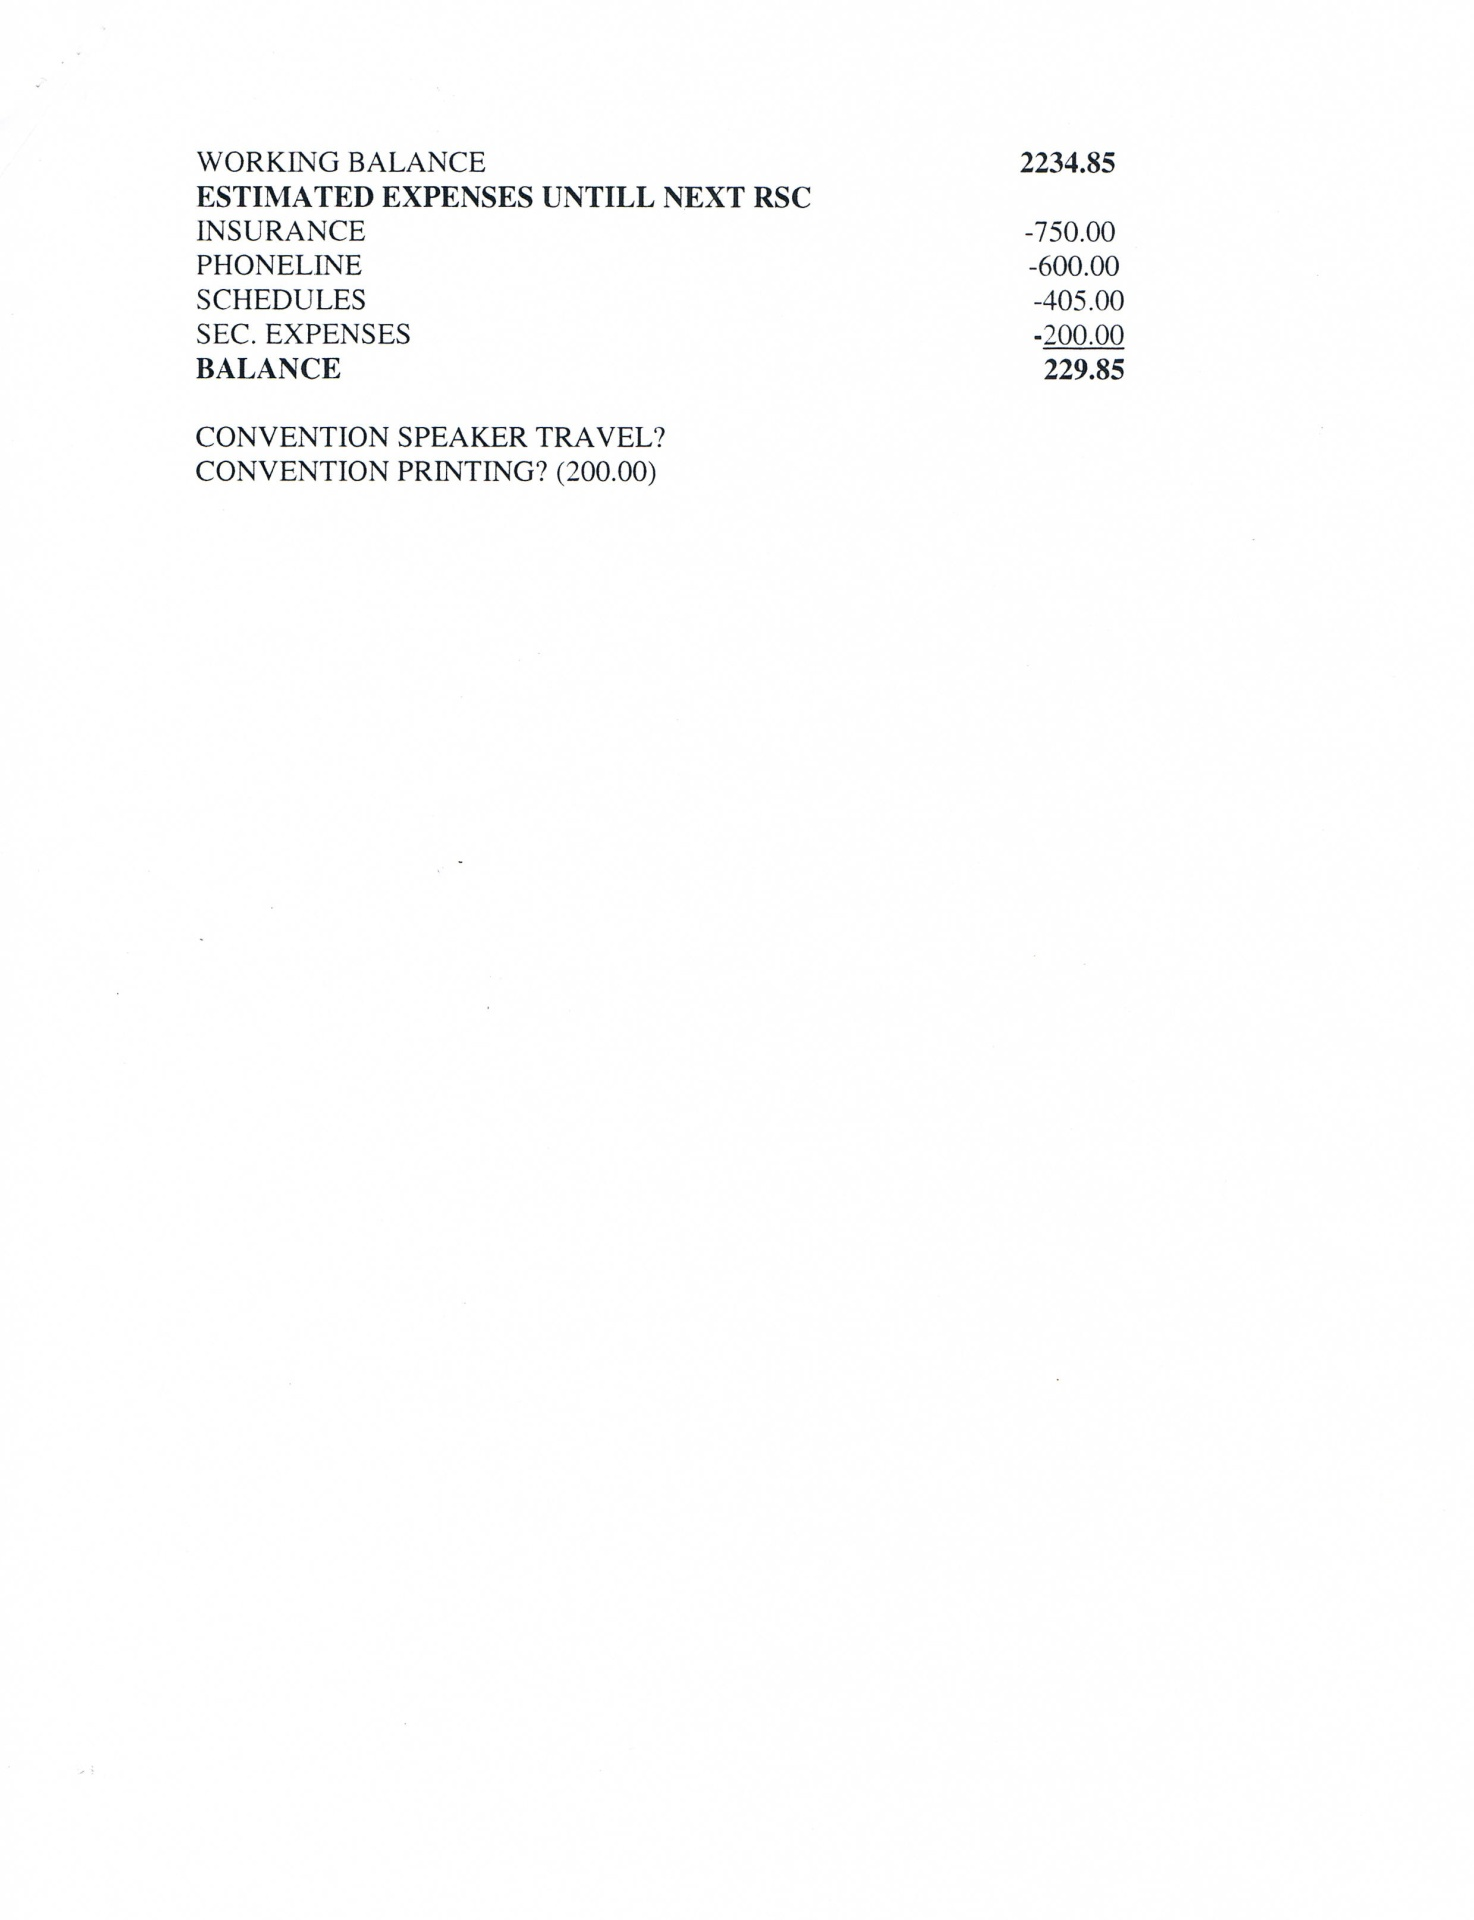 WORKING BALANCE 2234.85
ESTIMATED EXPENSES UNTILL NEXT RSC
INSURANCE -750.00
PHONELINE -600.00
SCHEDULES -405.00
SEC. EXPENSES -200.00
BALANCE 229.85
CONVENTION SPEAKER TRAVEL?
CONVENTION PRINTING? (200.00)